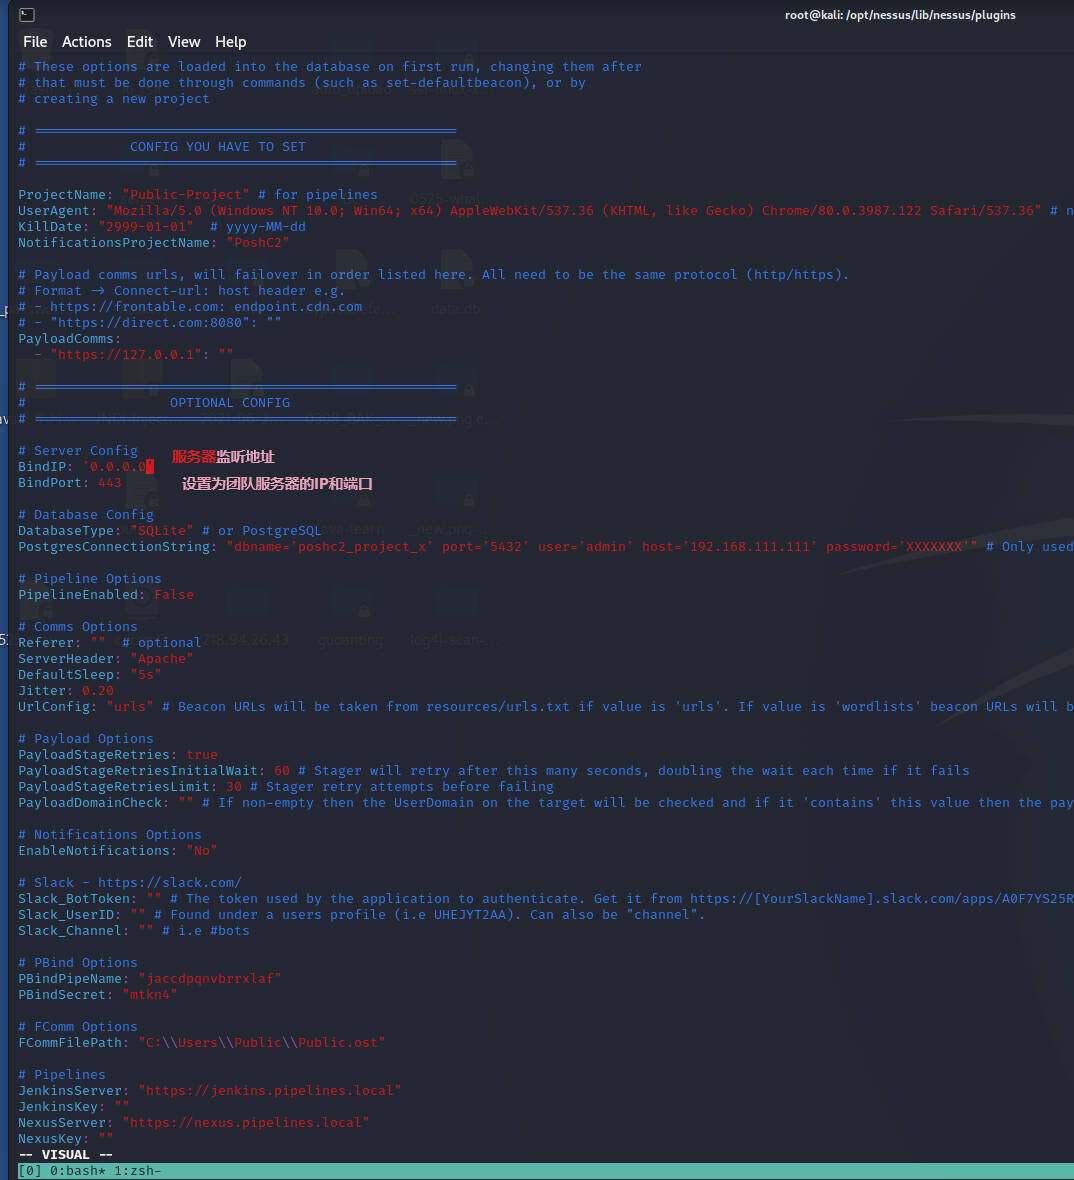 root@kali: /opt/nessus/lib/nessus/plugins
File Actions Edit View Help
# These options are loaded into the database on first run, changing them after
# that must be done through commands (such as set-defaultbeacon), or by
# creating a new project
#
# CONFIG YOU HAVE TO SET
#
ProjectName: "Public-Project" # for pipelines
UserAgent: "Mozilla/5.0 (Windows NT 10.0; Win64; x64) AppleWebKit/537.36 (KHTML, like Gecko) Chrome/80.0.3987.122 Safari/537.36" # n
KillDate: "2999-01-01" # yyyy-MM-dd
NotificationsProjectName: "PoshC2"
# Payload comms urls, will failover in order listed here. All need to be the same protocol (http/https).
# Format -> Connect-url: host header e.g.
# - https://frontable.com: endpoint.cdn.com
# - "https://direct.com:8080": ""
data.db
PayloadComms:
- "https://127.0.0.1": ""
#
# OPTIONAL CONFIG
#
# Server Config
BindIP: '0.0.0.0' 服务器监听地址
BindPort: 443 设置为团队服务器的IP和端口
# Database Config
DatabaseType: "SQLite" # or PostgreSQL
PostgresConnectionString: "dbname='poshc2_project_x' port='5432' user='admin' host='192.168.111.111' password='XXXXXXX'" # Only used
# Pipeline Options
PipelineEnabled: False
# Comms Options
Referer: "" # optional
218.94.26.43 gubanting log4j-scan-...
ServerHeader: "Apache"
DefaultSleep: "5s"
Jitter: 0.20
UrlConfig: "urls" # Beacon URLs will be taken from resources/urls.txt if value is 'urls'. If value is 'wordlists' beacon URLs will b
# Payload Options
PayloadStageRetries: true
PayloadStageRetriesInitialWait: 60 # Stager will retry after this many seconds, doubling the wait each time if it fails
PayloadStageRetriesLimit: 30 # Stager retry attempts before failing
PayloadDomainCheck: "" # If non-empty then the UserDomain on the target will be checked and if it 'contains' this value then the pay
# Notifications Options
EnableNotifications: "No"
# Slack - https://slack.com/
Slack_BotToken: "" # The token used by the application to authenticate. Get it from https://[YourSlackName].slack.com/apps/A0F7YS25R
Slack_UserID: "" # Found under a users profile (i.e UHEJYT2AA). Can also be "channel".
Slack_Channel: "" # i.e #bots
# PBind Options
PBindPipeName: "jaccdpqnvbrrxlaf"
PBindSecret: "mtkn4"
# FComm Options
FCommFilePath: "C:\\Users\\Public\\Public.ost"
# Pipelines
JenkinsServer: "https://jenkins.pipelines.local"
JenkinsKey: ""
NexusServer: "https://nexus.pipelines.local"
NexusKey: ""
-- VISUAL --
[0] 0:bash* 1:zsh-